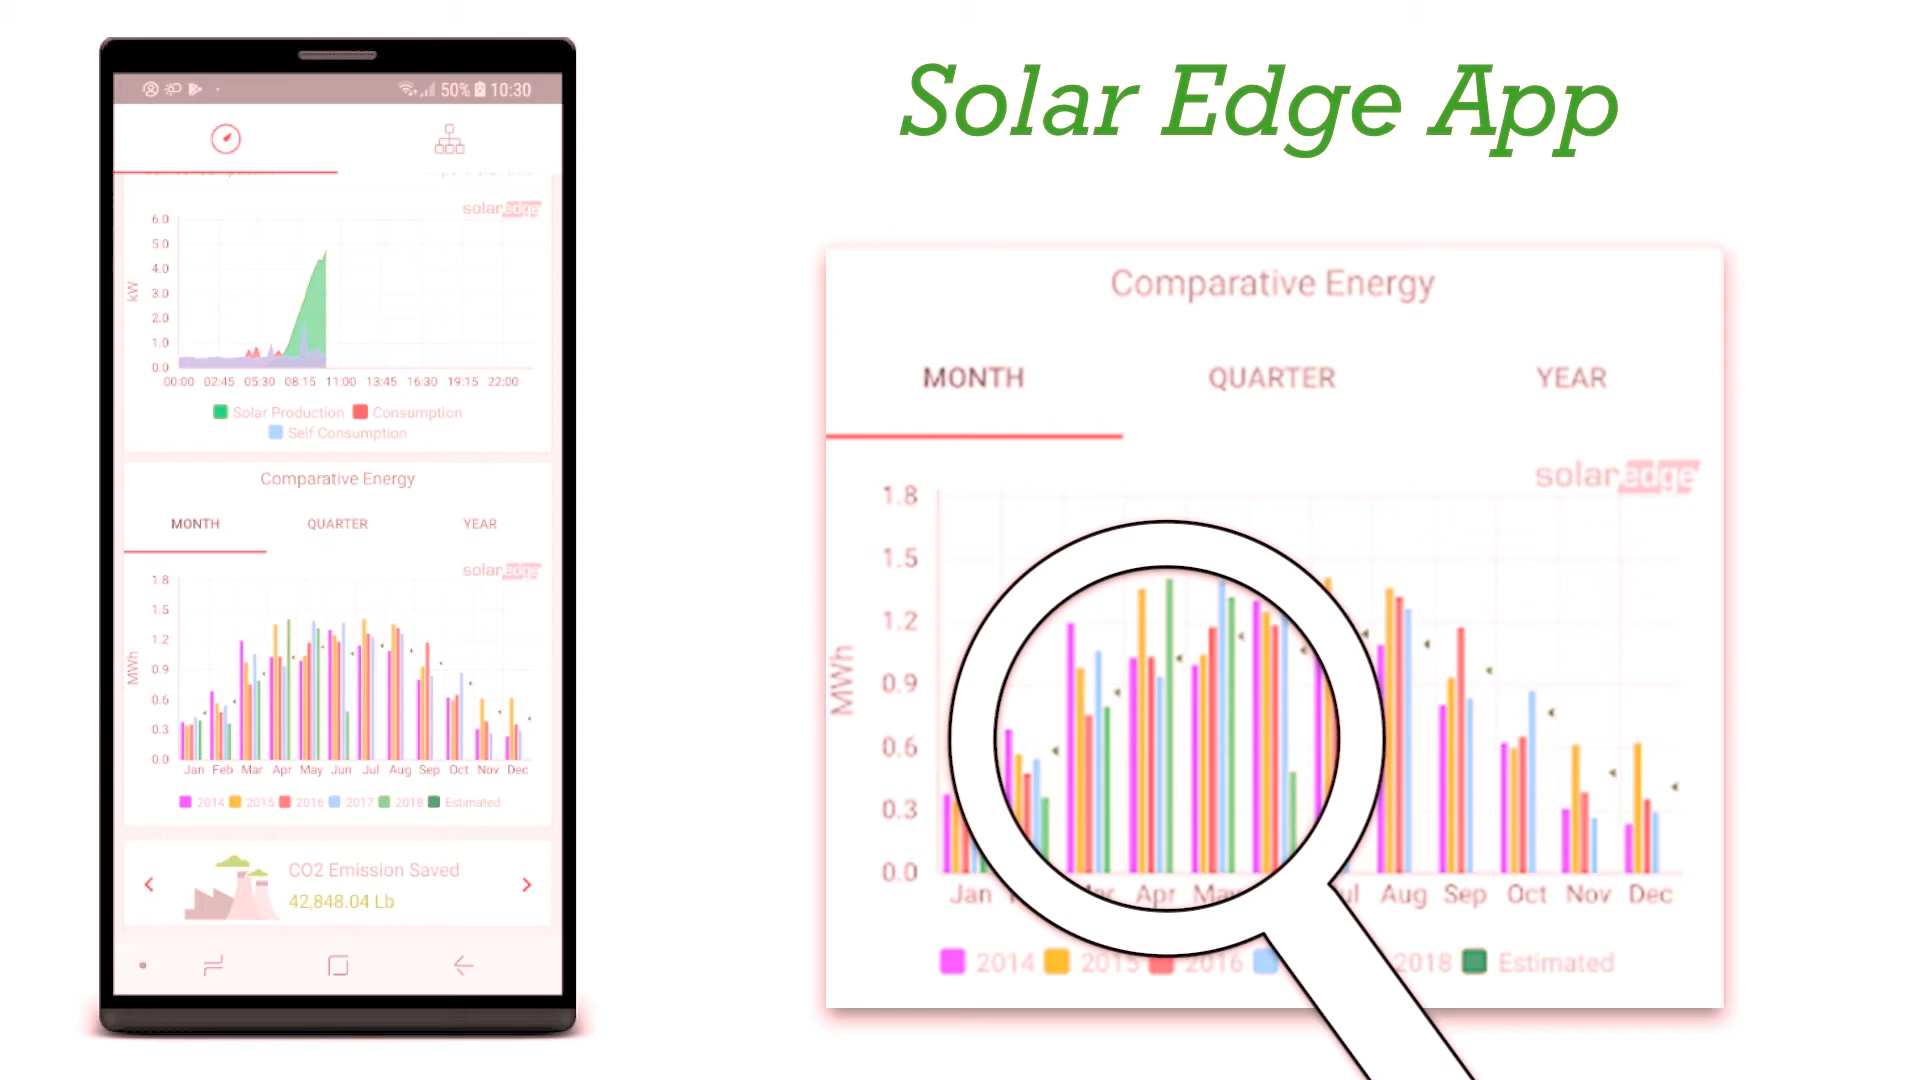 50% 10:30
Solar Edge App
solaredge
6.0
5.0
4.0
3.0
2.0
1.0
0.0
kW
00:00 02:45 05:30 08:15 11:00 13:45 16:30 19:15 22:00
Solar Production Consumption
Self Consumption
Comparative Energy
MONTH QUARTER YEAR
solaredge
1.8
1.5
1.2
0.9
0.6
0.3
0.0
MWh
Jan Feb Mar Apr May Jun Jul Aug Sep Oct Nov Dec
2014 2015 2016 2017 2018 Estimated
CO2 Emission Saved
42,848.04 Lb
Comparative Energy
MONTH QUARTER YEAR
solaredge
1.8
1.5
1.2
0.9
0.6
0.3
0.0
MWh
Jan Mar Apr May Jul Aug Sep Oct Nov Dec
2014 2015 2016 2018 Estimated